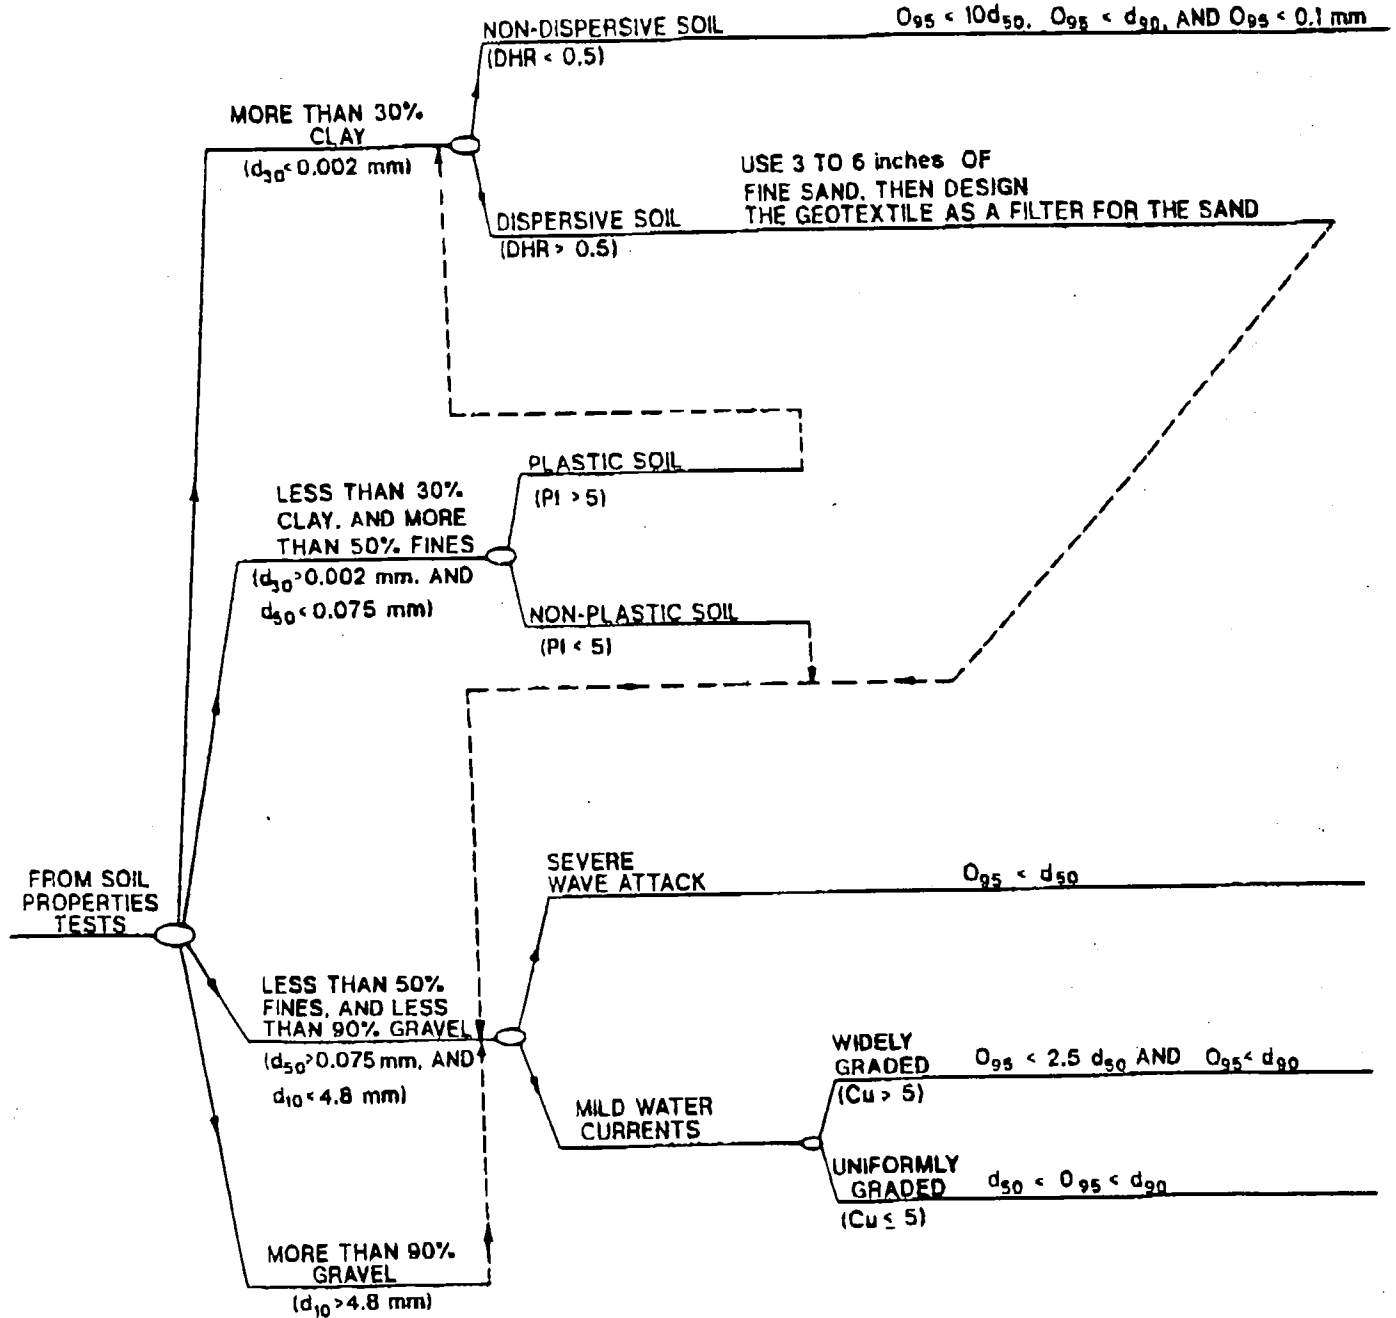 NON-DISPERSIVE SOIL
O95 < 10d50, O95 < d90, AND O95 < 0.1 mm
(DHR < 0.5)
MORE THAN 30%
CLAY
(d30<0.002 mm)
USE 3 TO 6 inches OF
FINE SAND, THEN DESIGN
THE GEOTEXTILE AS A FILTER FOR THE SAND
DISPERSIVE SOIL
(DHR > 0.5)
PLASTIC SOIL
(PI > 5)
LESS THAN 30%
CLAY, AND MORE
THAN 50% FINES
(d30>0.002 mm, AND
d50<0.075 mm)
NON-PLASTIC SOIL
(PI < 5)
FROM SOIL
PROPERTIES
TESTS
SEVERE
WAVE ATTACK
O95 < d50
LESS THAN 50%
FINES, AND LESS
THAN 90% GRAVEL
(d50>0.075 mm, AND
d10<4.8 mm)
MILD WATER
CURRENTS
WIDELY
GRADED
O95 < 2.5 d50 AND O95< d90
(Cu > 5)
UNIFORMLY
GRADED
d50 < O95 < d90
(Cu ≤ 5)
MORE THAN 90%
GRAVEL
(d10>4.8 mm)